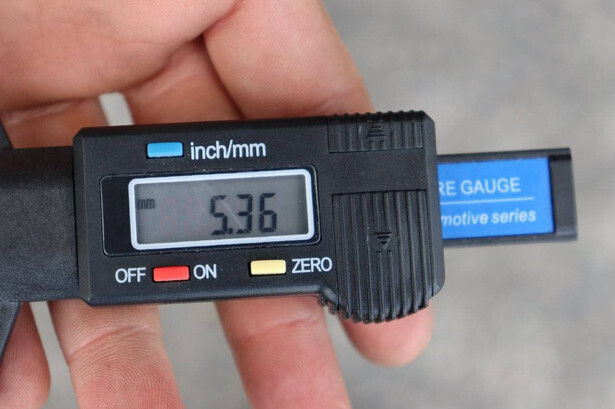 inch/mm
mm 5.36
RE GAUGE
motive series
OFF ON ZERO